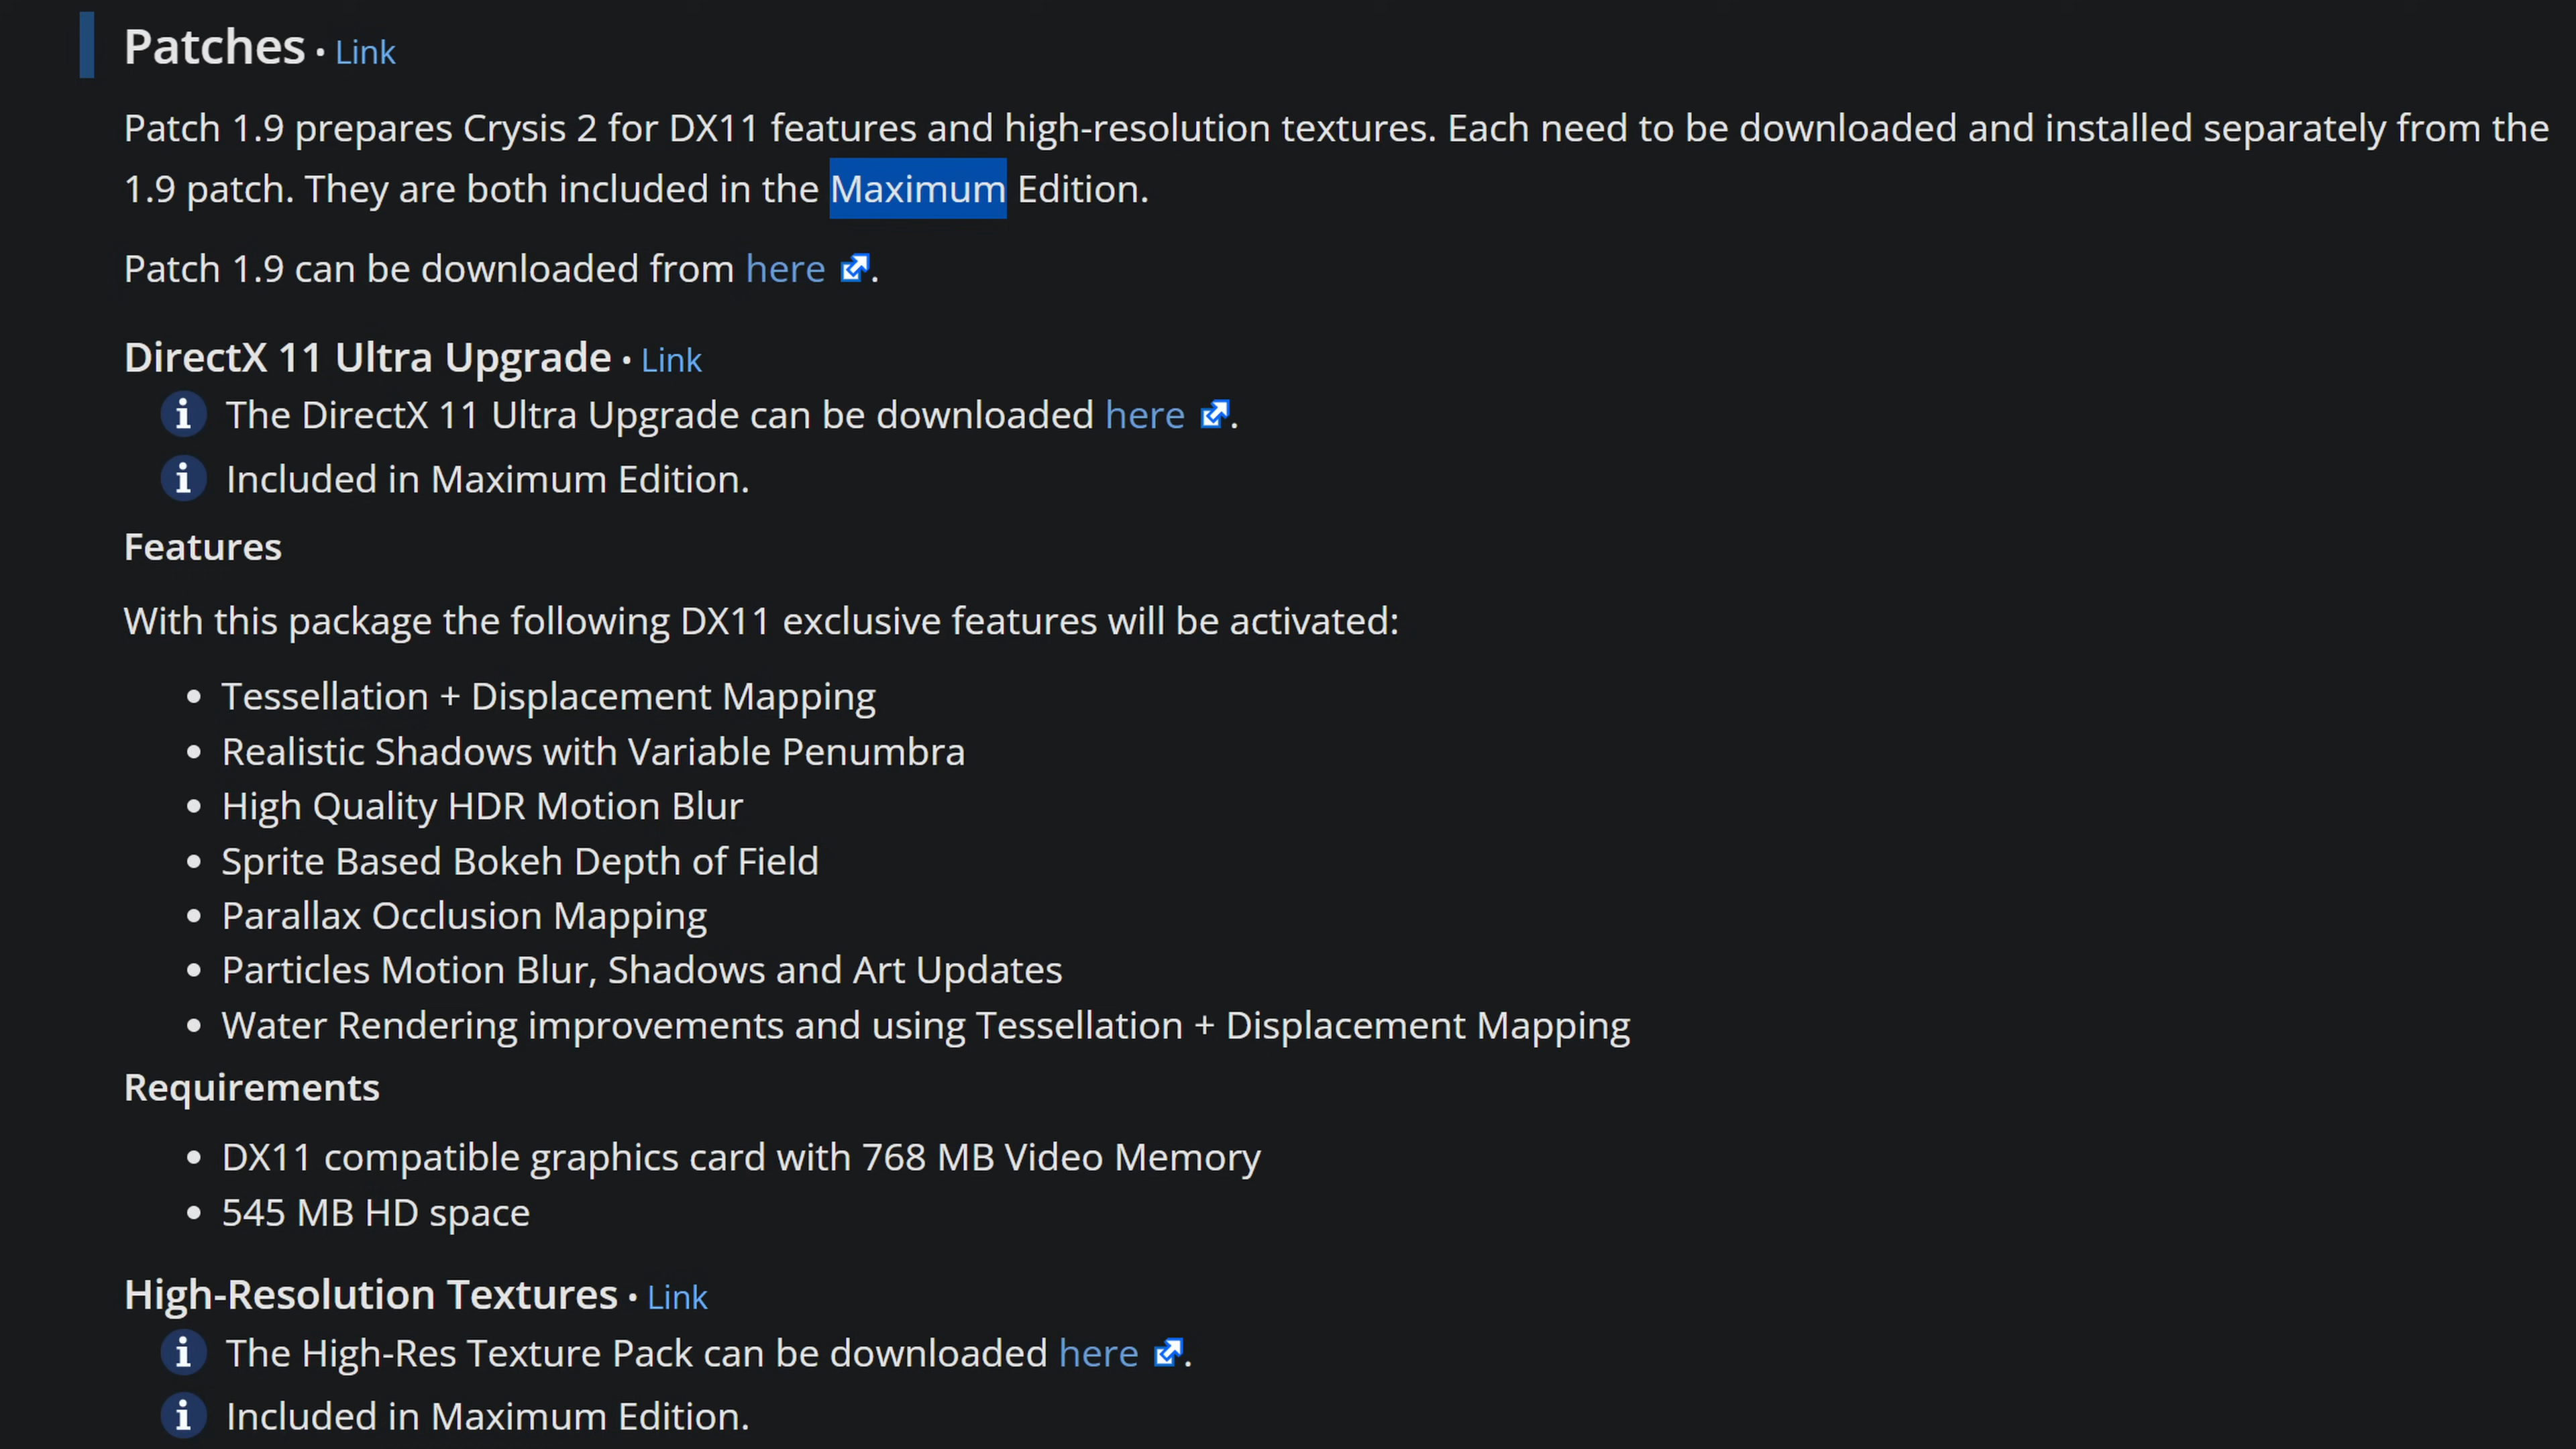 Patches • Link
Patch 1.9 prepares Crysis 2 for DX11 features and high-resolution textures. Each need to be downloaded and installed separately from the
1.9 patch. They are both included in the Maximum Edition.
Patch 1.9 can be downloaded from here.
DirectX 11 Ultra Upgrade • Link
i The DirectX 11 Ultra Upgrade can be downloaded here.
i Included in Maximum Edition.
Features
With this package the following DX11 exclusive features will be activated:
• Tessellation + Displacement Mapping
• Realistic Shadows with Variable Penumbra
• High Quality HDR Motion Blur
• Sprite Based Bokeh Depth of Field
• Parallax Occlusion Mapping
• Particles Motion Blur, Shadows and Art Updates
• Water Rendering improvements and using Tessellation + Displacement Mapping
Requirements
• DX11 compatible graphics card with 768 MB Video Memory
• 545 MB HD space
High-Resolution Textures • Link
i The High-Res Texture Pack can be downloaded here.
i Included in Maximum Edition.